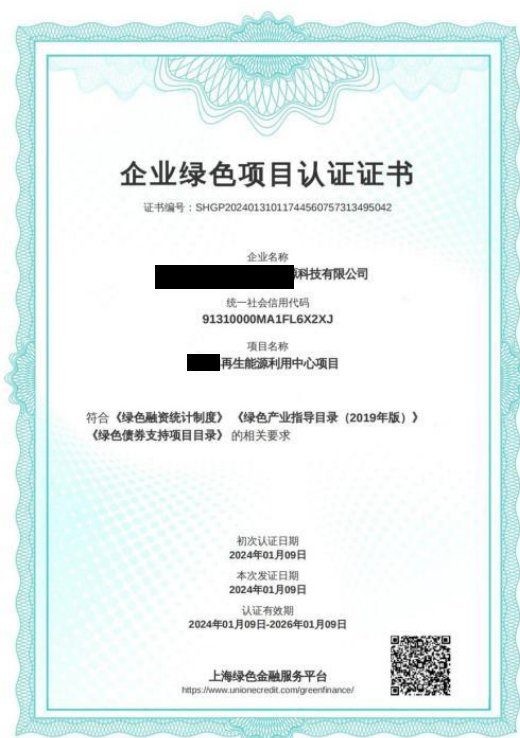 企业绿色项目认证证书
证书编号：SHGP20240131011744560757313495042
企业名称
科技有限公司
统一社会信用代码
91310000MA1FL6X2XJ
项目名称
再生能源利用中心项目
符合《绿色融资统计制度》《绿色产业指导目录（2019年版）》
《绿色债券支持项目目录》的相关要求
初次认证日期
2024年01月09日
本次发证日期
2024年01月09日
认证有效期
2024年01月09日-2026年01月09日
上海绿色金融服务平台
https://www.unionecredit.com/greenfinance/